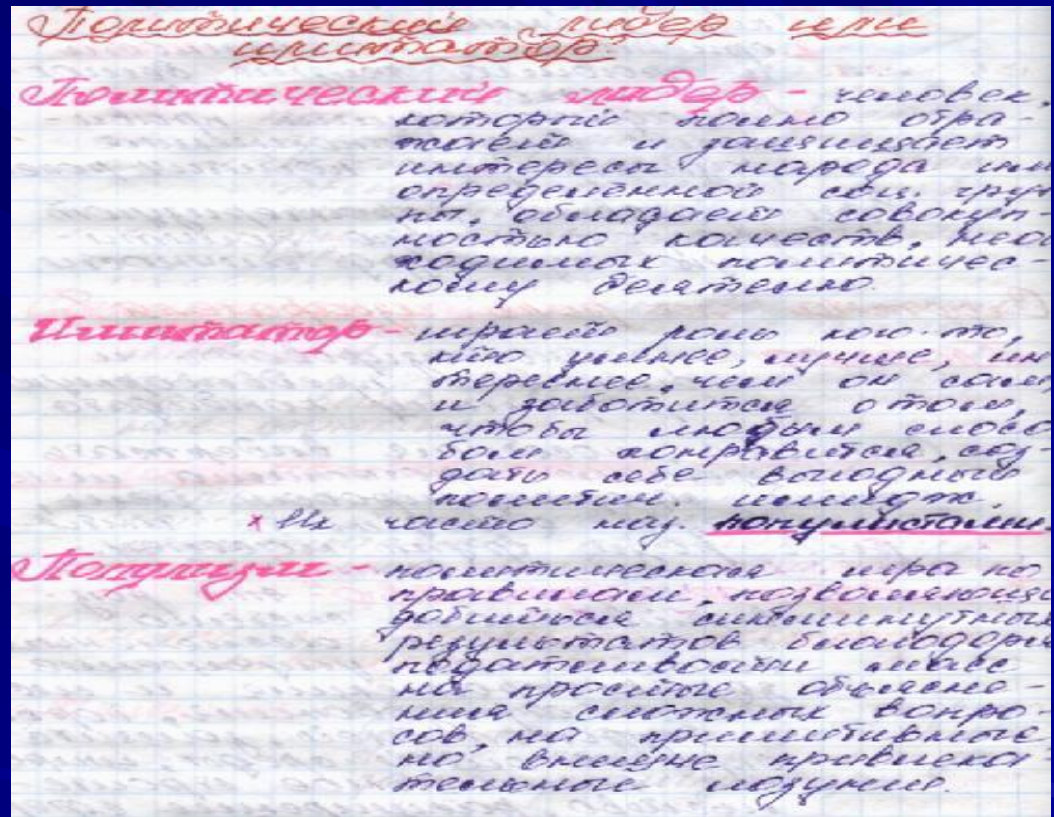 Политический лидер или
имитатор?
Политический лидер - человек,
который полно отра-
жает и защищает
интересы народа или
определённой соц. груп
пы, обладает совокуп-
ностью качеств, необ
ходимых политичес-
кому деятелю.
Имитатор - играет роль кого-то,
кто умнее, лучше, ин
тереснее, чем он сам,
и заботится о том,
чтобы любым спосо
бом понравиться, соз-
дать себе выгодный
политич. имидж.
х Их часто наз. популистами.
Популизм - политическая игра по
правилам, позволяющая
добиться сиюминутных
результатов благодаря
податливости масс
на простые объясне-
ния сложных вопро-
сов, на примитивные,
но внешне привлека-
тельные лозунги.